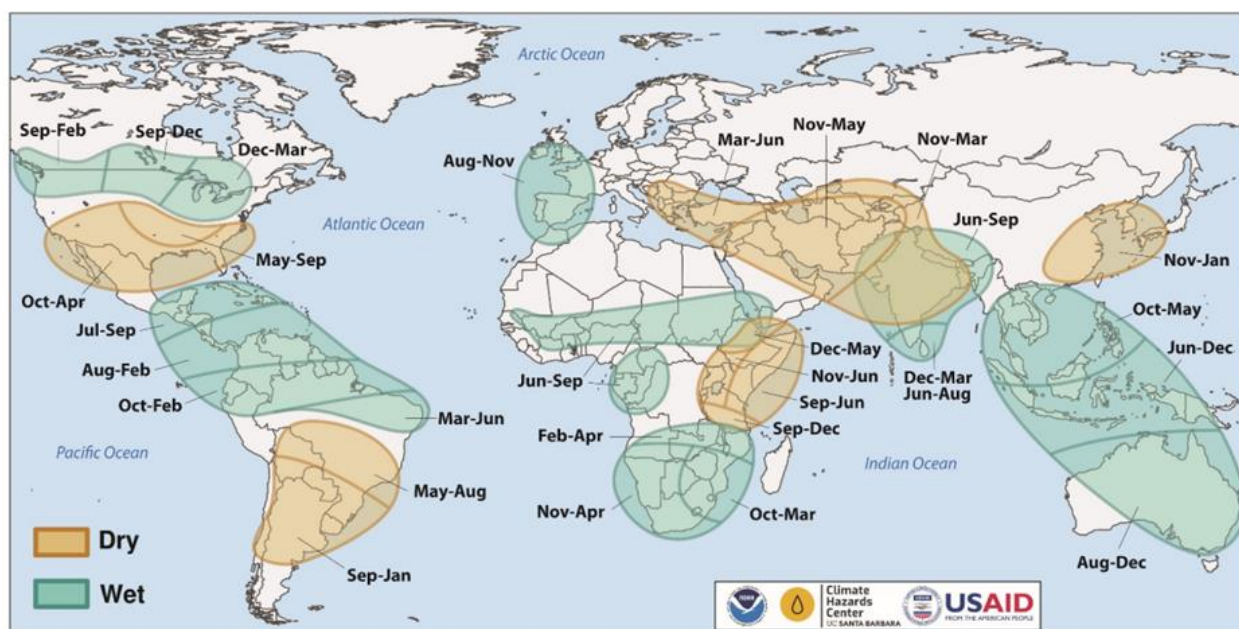 Arctic Ocean
Sep-Feb
Sep-Dec
Dec-Mar
Aug-Nov
Mar-Jun
Nov-May
Nov-Mar
Jun-Sep
Atlantic Ocean
May-Sep
Nov-Jan
Oct-Apr
Jul-Sep
Aug-Feb
Oct-Feb
Mar-Jun
Jun-Sep
Dec-May
Nov-Jun
Sep-Jun
Sep-Dec
Dec-Mar
Jun-Aug
Oct-May
Jun-Dec
Feb-Apr
Pacific Ocean
Indian Ocean
May-Aug
Nov-Apr
Oct-Mar
Sep-Jan
Aug-Dec
Dry
Wet
Climate
Hazards
Center
UC SANTA BARBARA
USAID
FROM THE AMERICAN PEOPLE